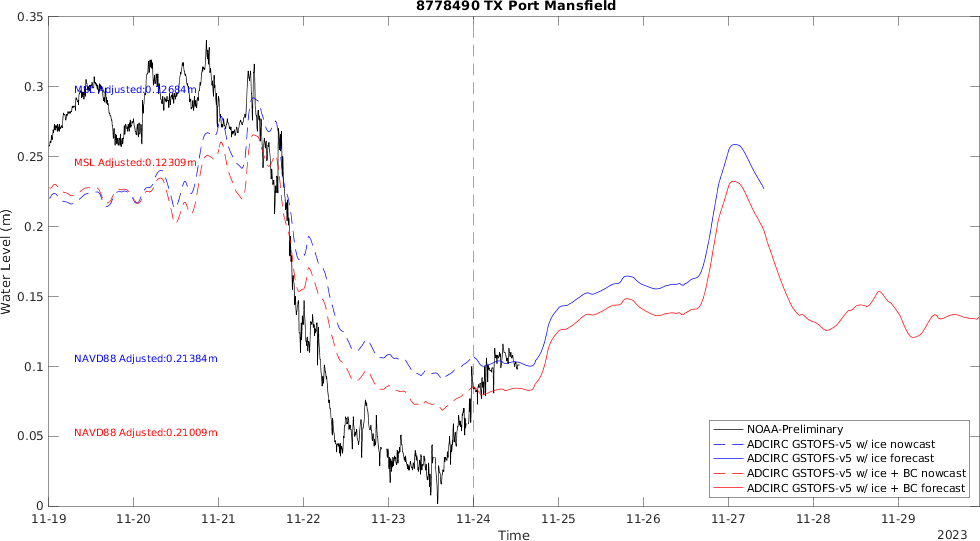 8778490 TX Port Mansfield
0.35
0.3
0.25
0.2
0.15
0.1
0.05
0
Water Level (m)
MSL Adjusted:0.12684m
MSL Adjusted:0.12309m
NAVD88 Adjusted:0.21384m
NAVD88 Adjusted:0.21009m
NOAA-Preliminary
ADCIRC GSTOFS-v5 w/ ice nowcast
ADCIRC GSTOFS-v5 w/ ice forecast
ADCIRC GSTOFS-v5 w/ ice + BC nowcast
ADCIRC GSTOFS-v5 w/ ice + BC forecast
11-19 11-20 11-21 11-22 11-23 11-24 11-25 11-26 11-27 11-28 11-29
Time
2023